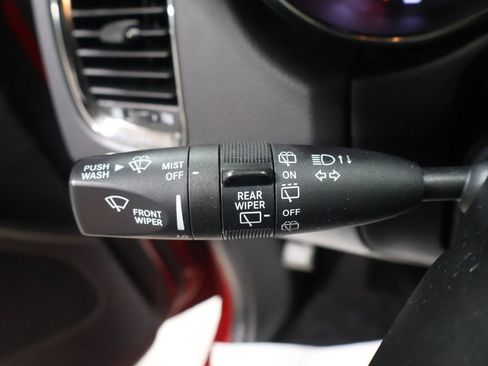 PUSH
WASH
MIST
OFF
FRONT
WIPER
REAR
WIPER
ON
OFF